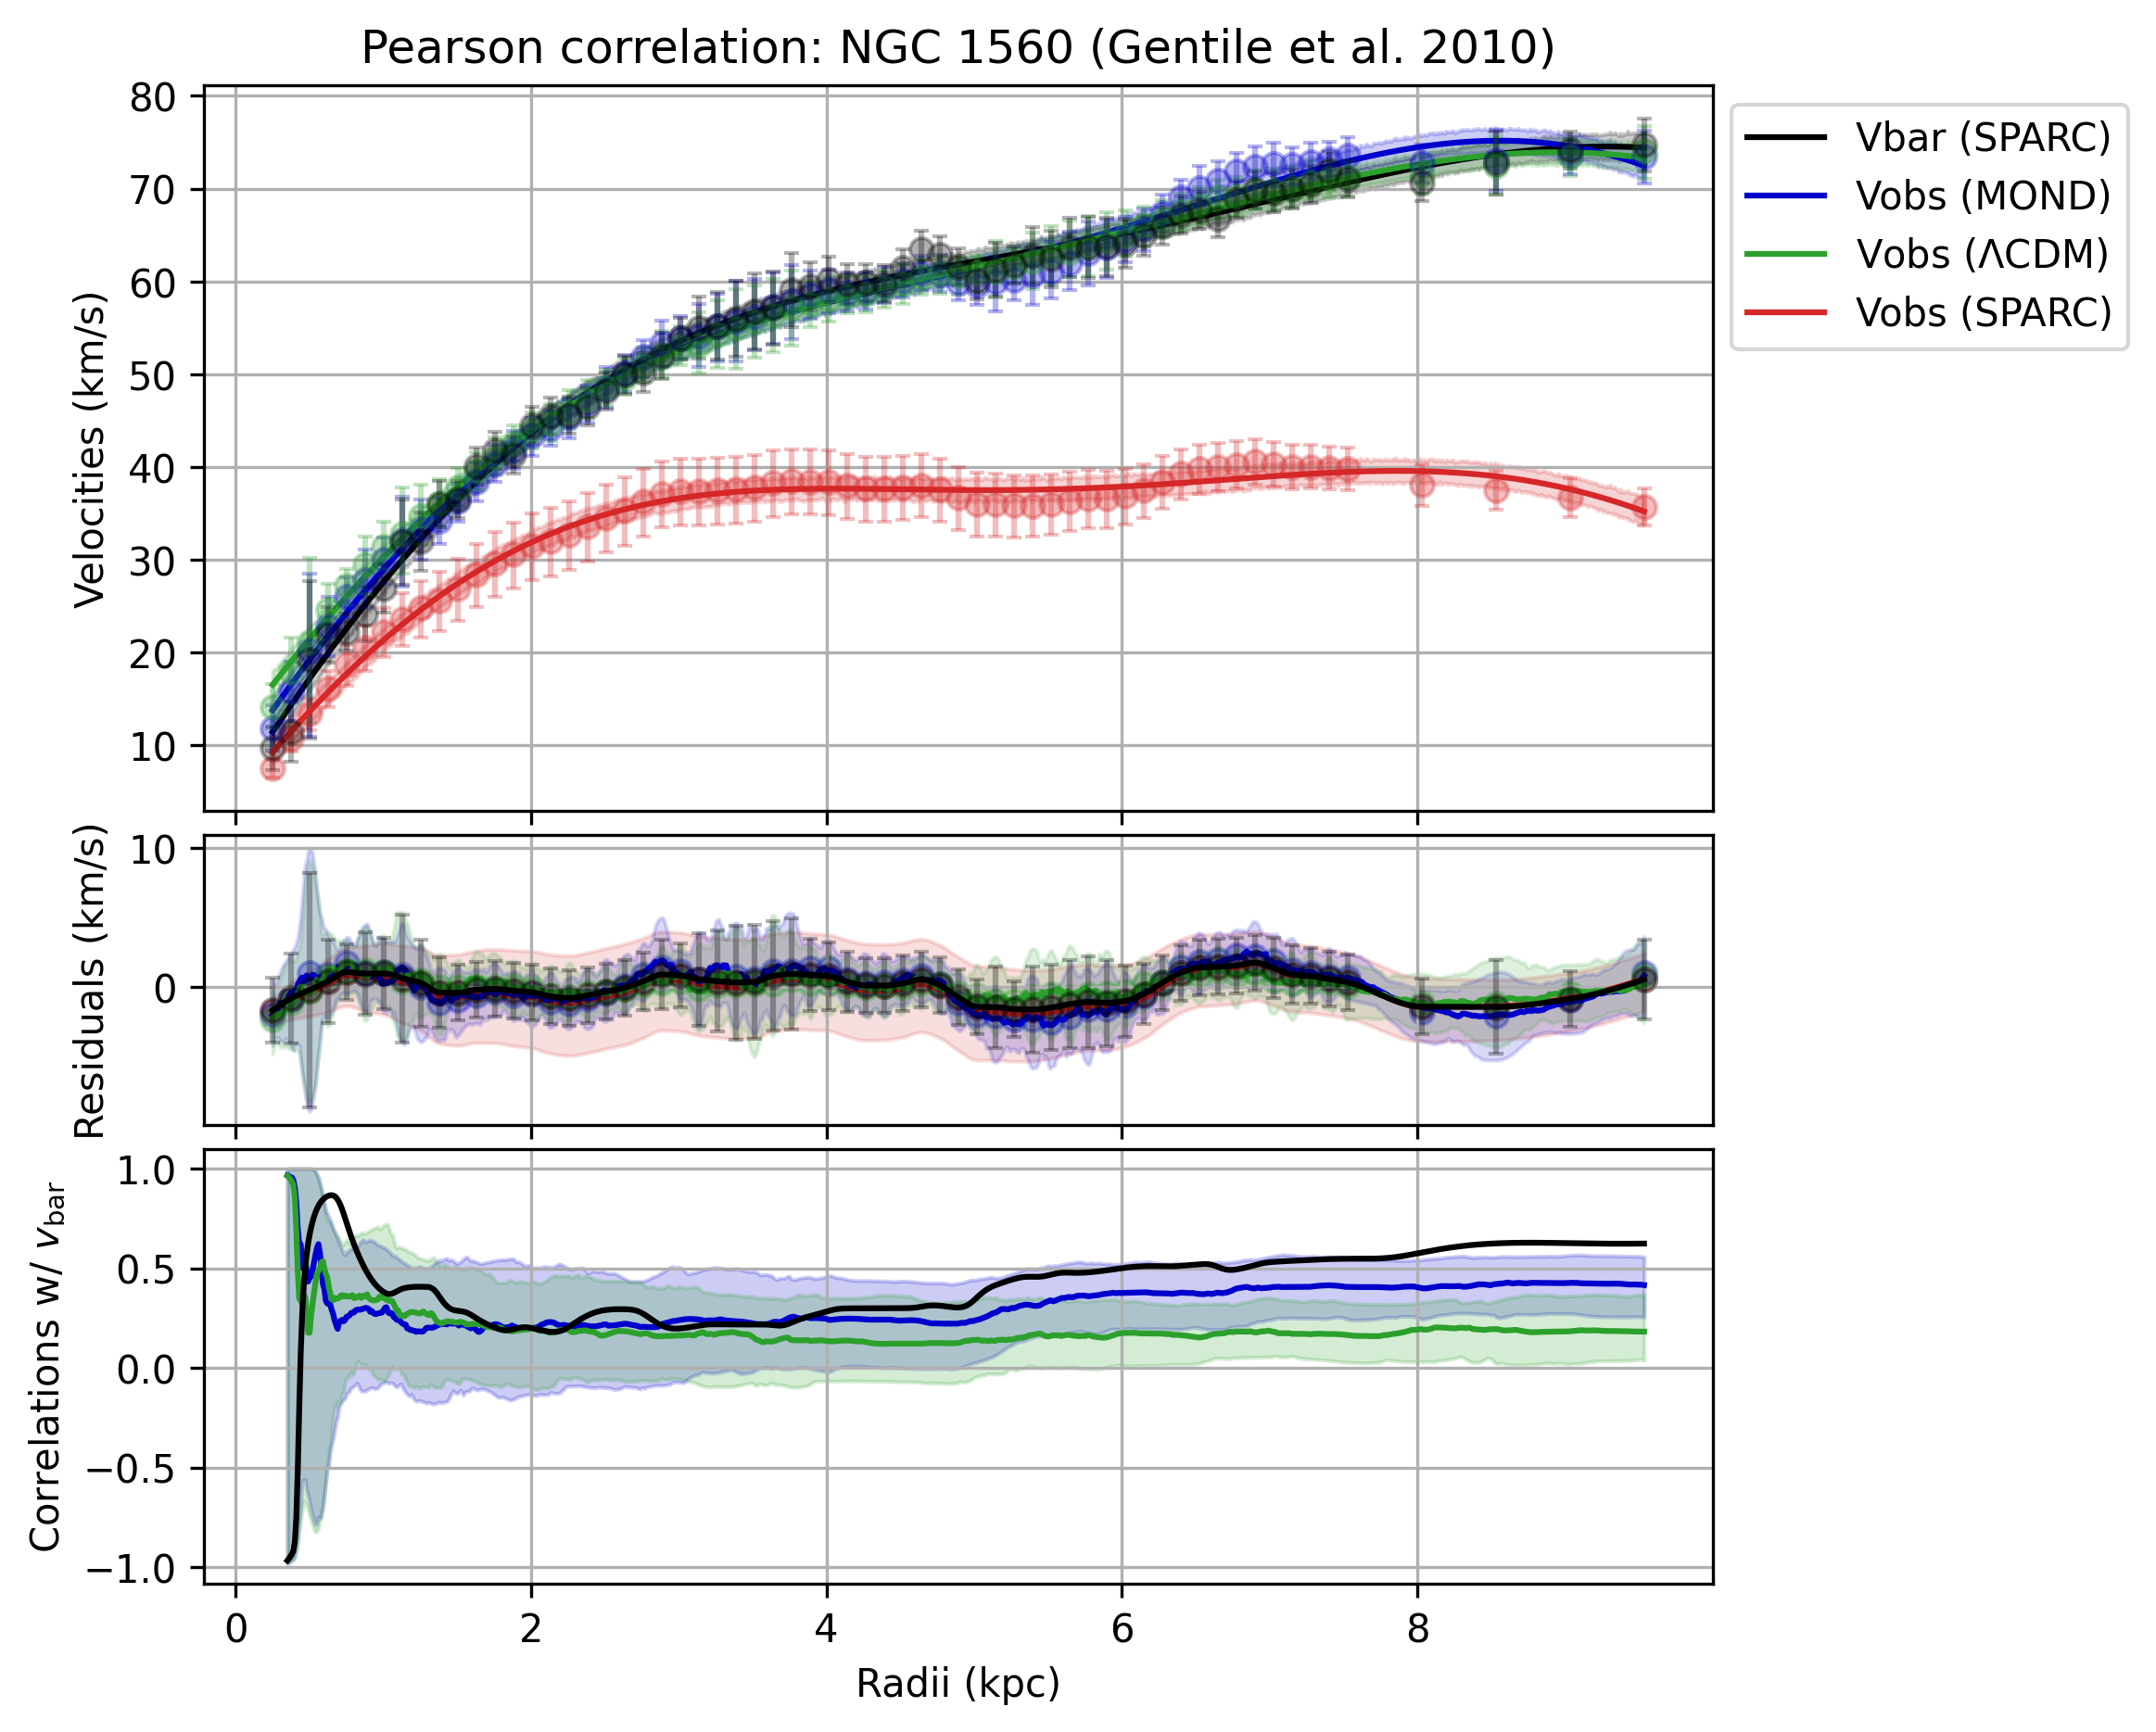 Pearson correlation: NGC 1560 (Gentile et al. 2010)
80
70
60
50
40
30
20
10
Velocities (km/s)
Vbar (SPARC)
Vobs (MOND)
Vobs (ΛCDM)
Vobs (SPARC)
10
0
Residuals (km/s)
1.0
0.5
0.0
−0.5
−1.0
Correlations w/ vbar
0 2 4 6 8
Radii (kpc)